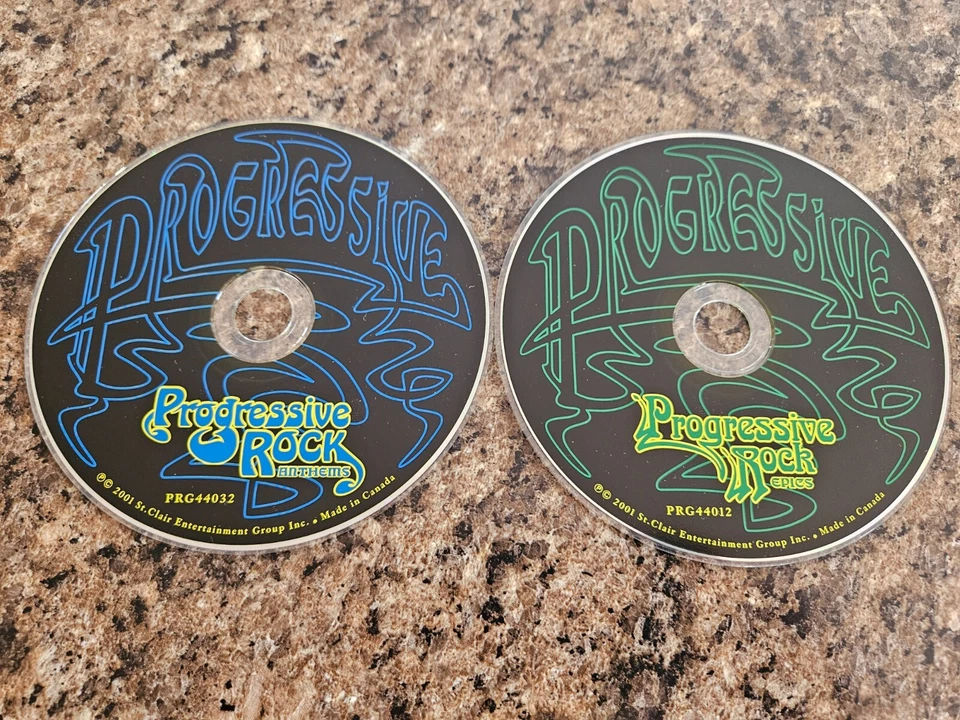 PROGRESSIVE
Progressive
ROCK
ANTHEMS
PRG44032
℗© 2001 St.Clair Entertainment Group Inc. • Made in Canada
PROGRESSIVE
Progressive
Rock
EPICS
PRG44012
℗© 2001 St.Clair Entertainment Group Inc. • Made in Canada